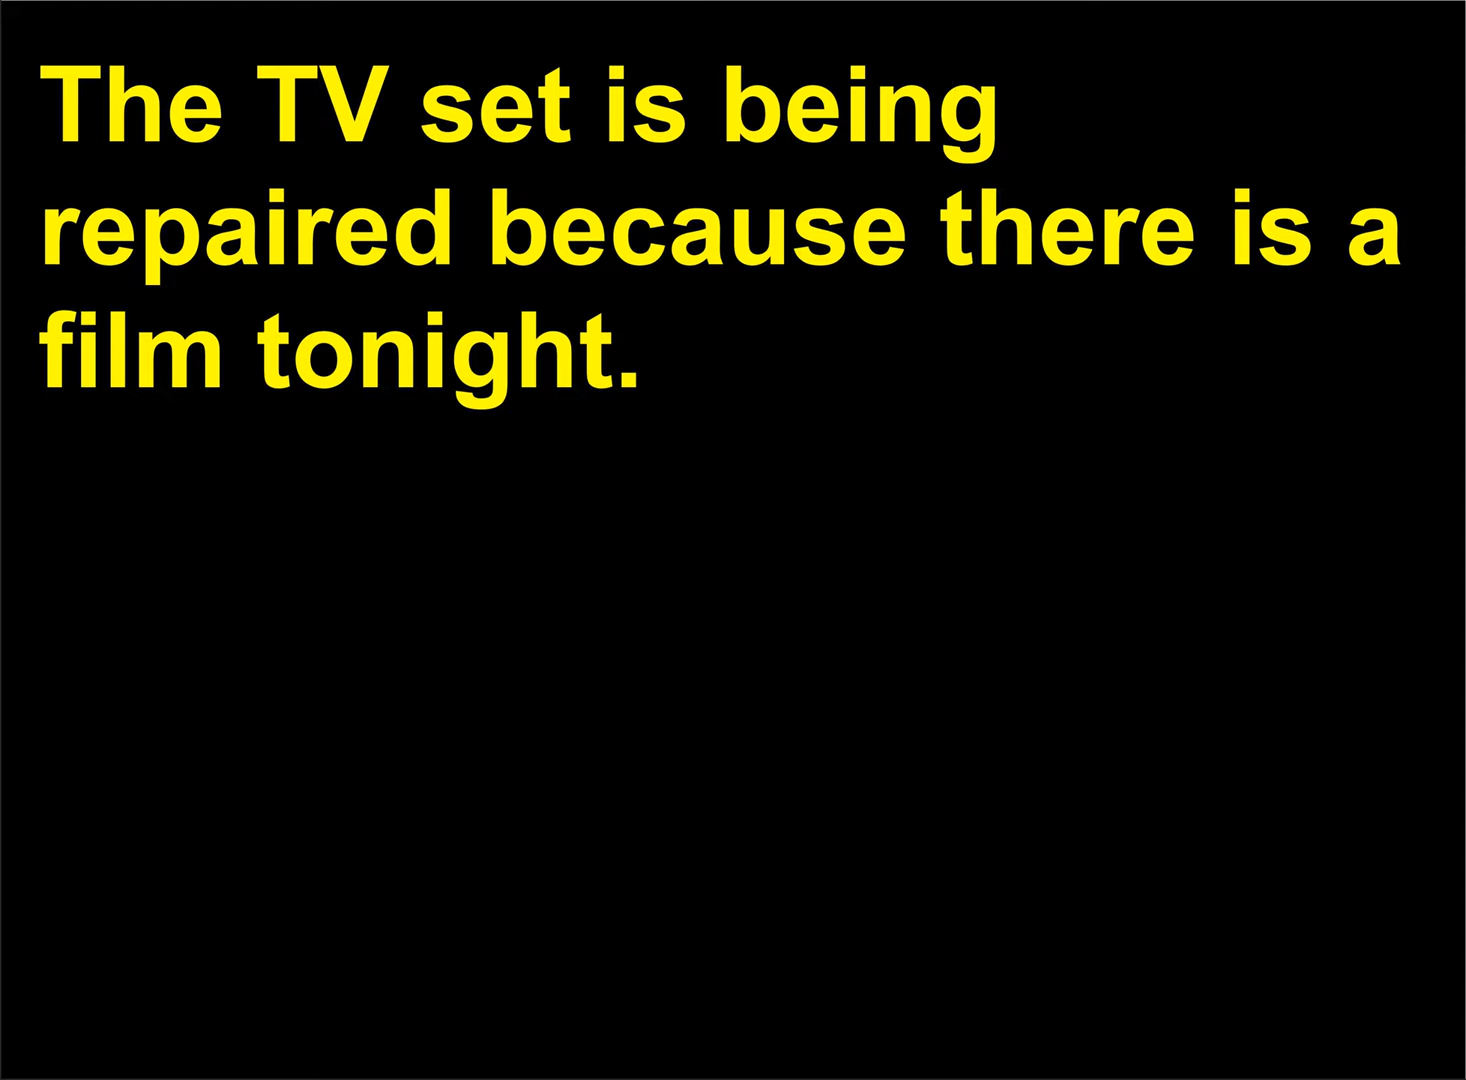 The TV set is being
repaired because there is a
film tonight.